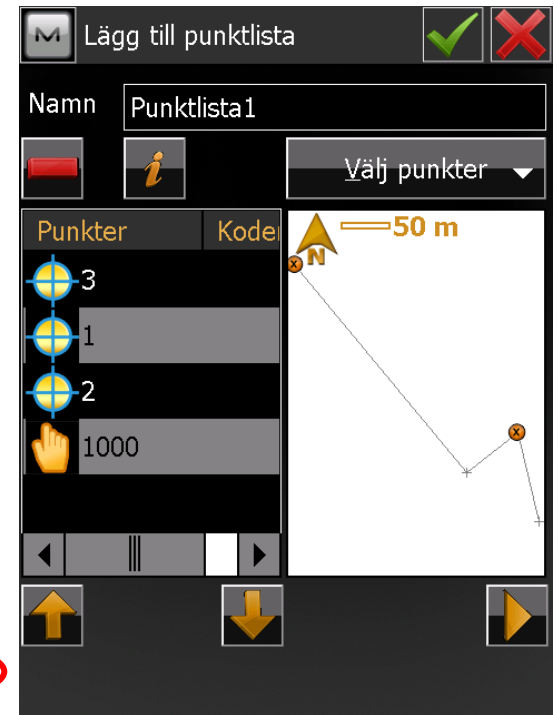 Lägg till punktlista
Namn Punktlista1
Välj punkter
Punkter Koder
50 m
N
3
1
2
1000